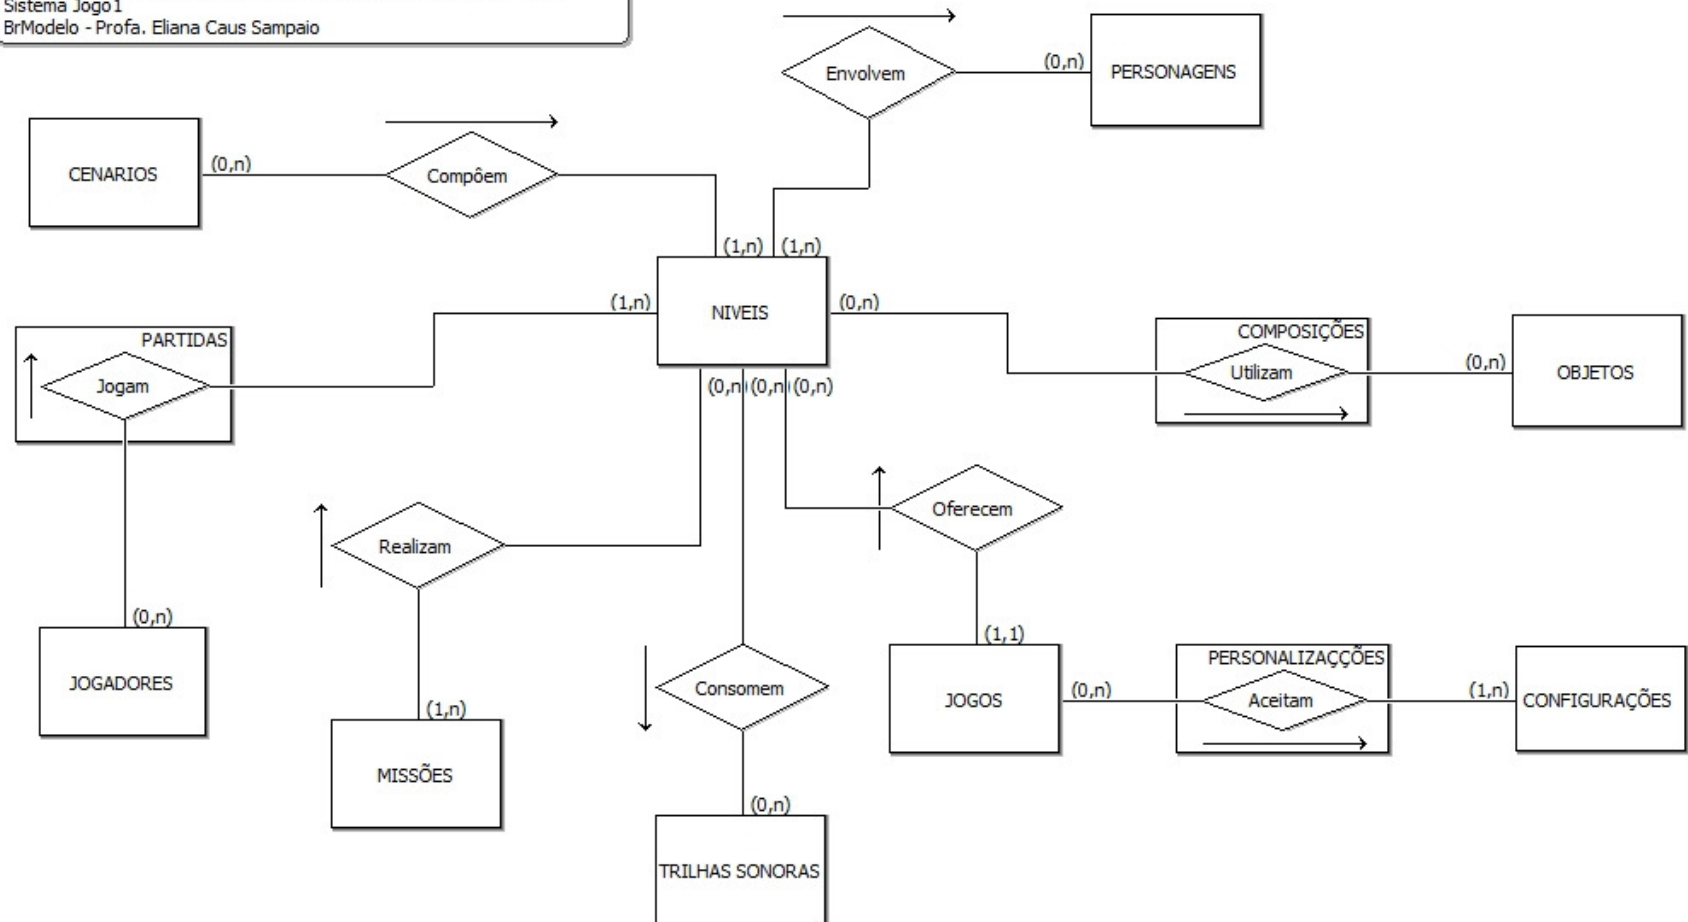 Sistema Jogo1
BrModelo - Profa. Eliana Caus Sampaio
Envolvem
(0,n)
PERSONAGENS
CENARIOS
(0,n)
Compôem
(1,n)
(1,n)
(1,n)
NIVEIS
(0,n)
PARTIDAS
Jogam
COMPOSIÇÕES
Utilizam
(0,n)
OBJETOS
(0,n)
(0,n)
(0,n)
Realizam
Oferecem
(0,n)
JOGADORES
(1,n)
MISSÕES
Consomem
(1,1)
JOGOS
(0,n)
PERSONALIZAÇÇÕES
Aceitam
(1,n)
CONFIGURAÇÕES
(0,n)
TRILHAS SONORAS